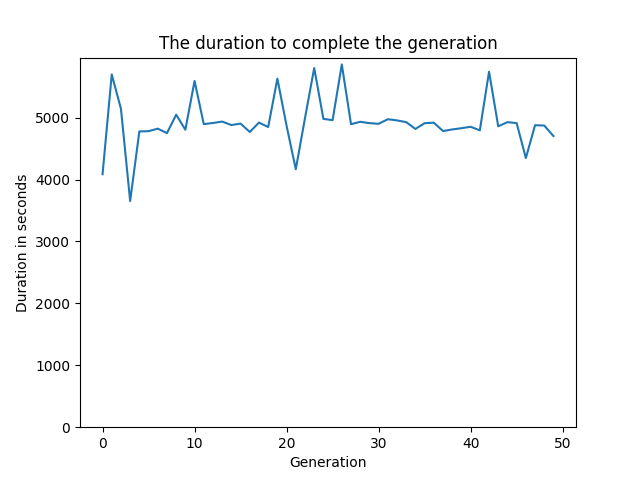 The duration to complete the generation
Duration in seconds
5000
4000
3000
2000
1000
0
0 10 20 30 40 50
Generation